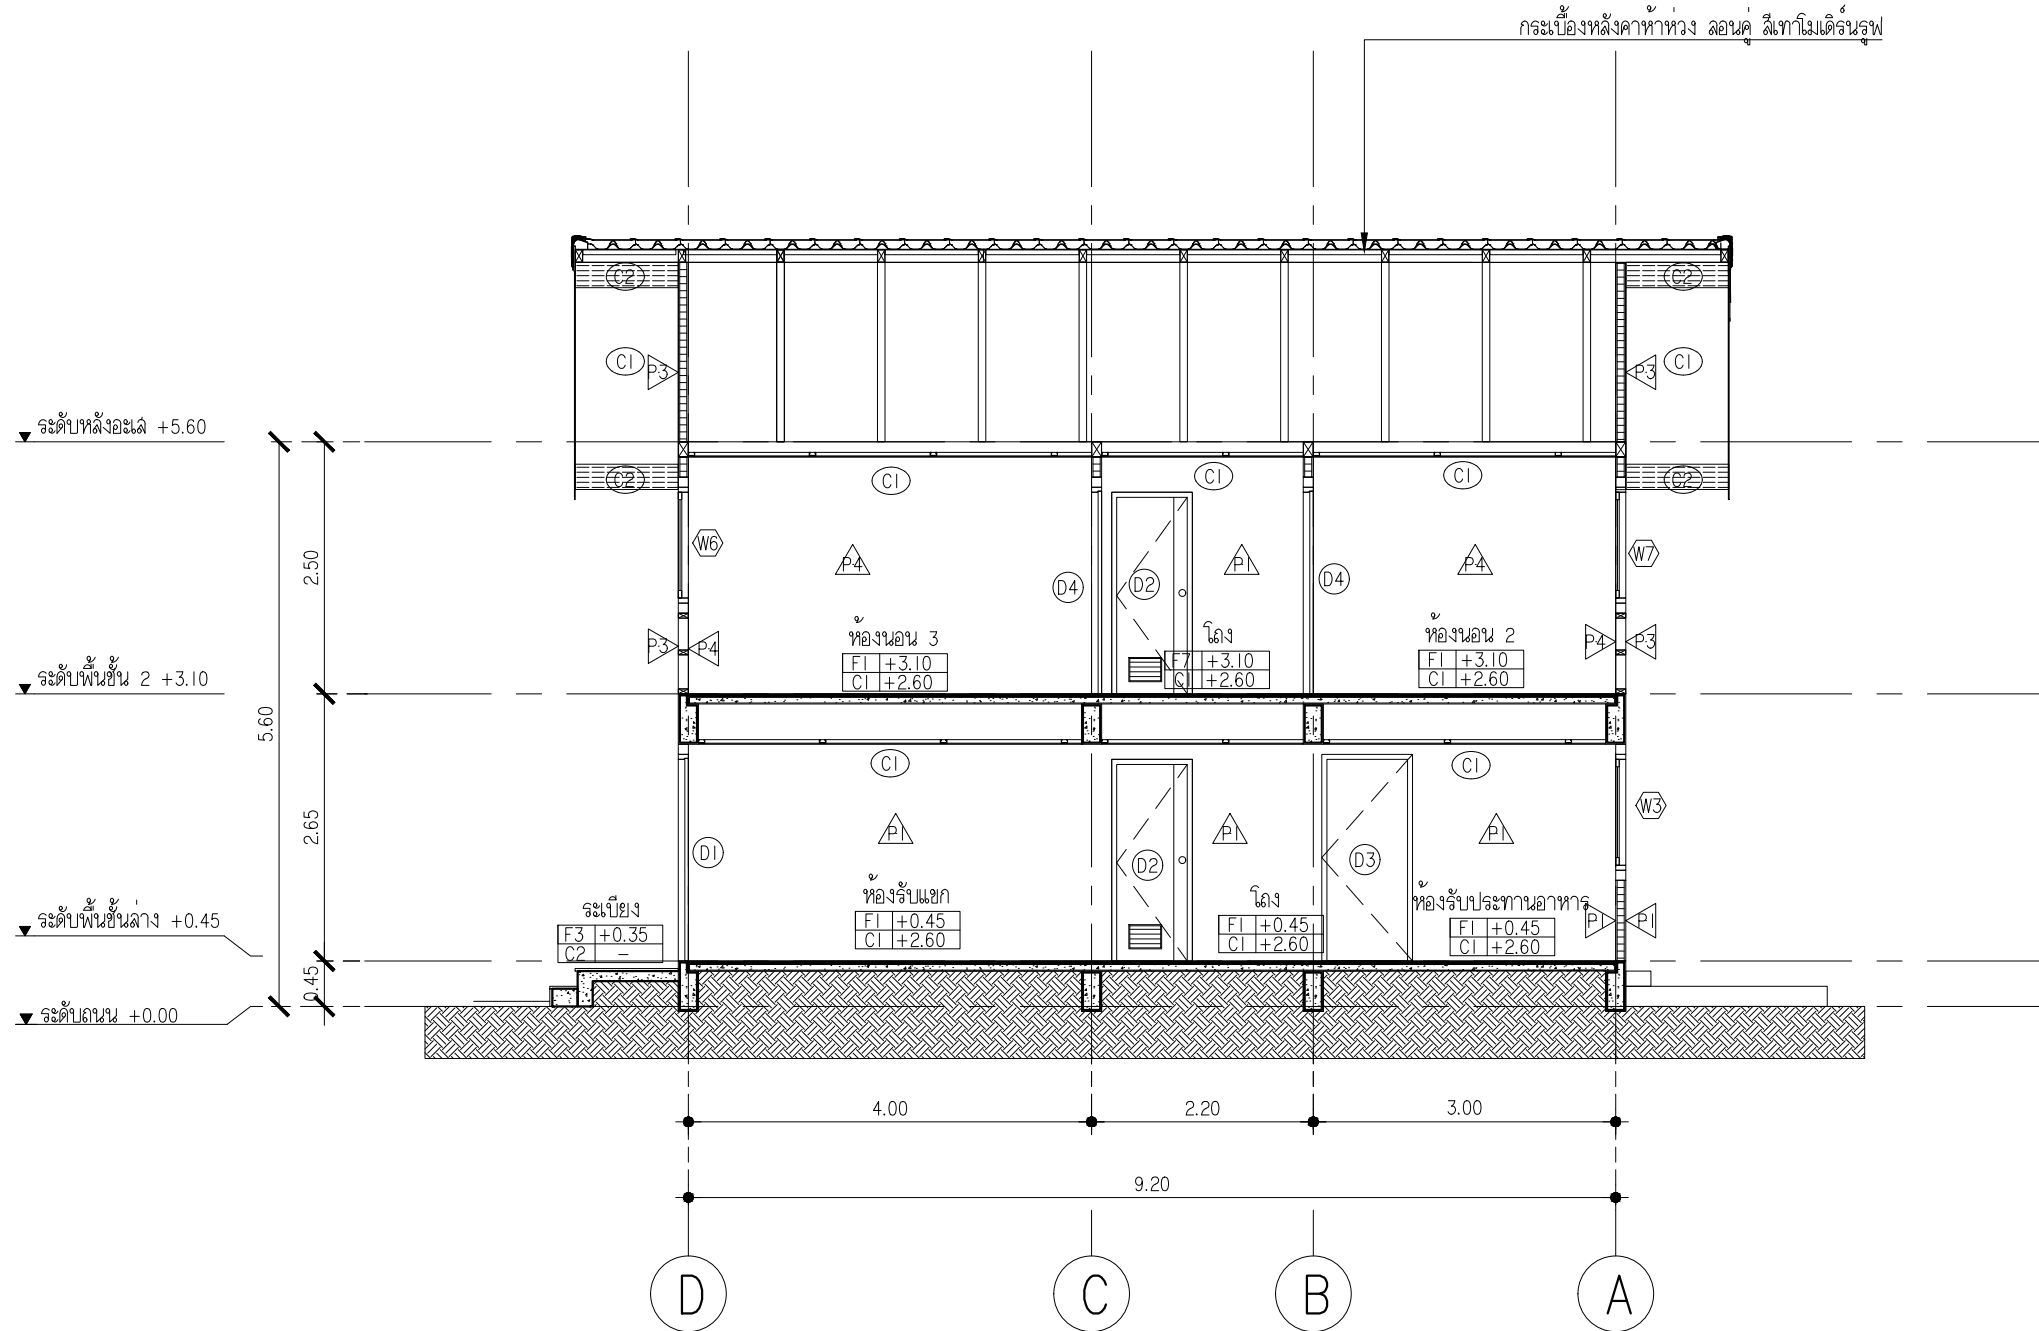 กระเบื้องหลังคาห้าห่วง ลอนคู่ สีเทาโมเดิร์นรูฟ
C2
C2
C1
P3
P3
C1
ระดับหลังอะเส +5.60
C2
C1
C1
C1
C2
2.50
W6
P4
D4
D2
P1
D4
P4
W7
P3
P4
ห้องนอน 3
F1 +3.10
C1 +2.60
โถง
F7 +3.10
C1 +2.60
ห้องนอน 2
F1 +3.10
C1 +2.60
P4
P3
ระดับพื้นชั้น 2 +3.10
5.60
C1
C1
2.65
D1
P1
D2
P1
D3
P1
W3
ระดับพื้นชั้นล่าง +0.45
ระเบียง
F3 +0.35
C2 -
ห้องรับแขก
F1 +0.45
C1 +2.60
โถง
F1 +0.45
C1 +2.60
ห้องรับประทานอาหาร
F1 +0.45
C1 +2.60
P1
P1
0.45
ระดับถนน +0.00
4.00
2.20
3.00
9.20
D
C
B
A